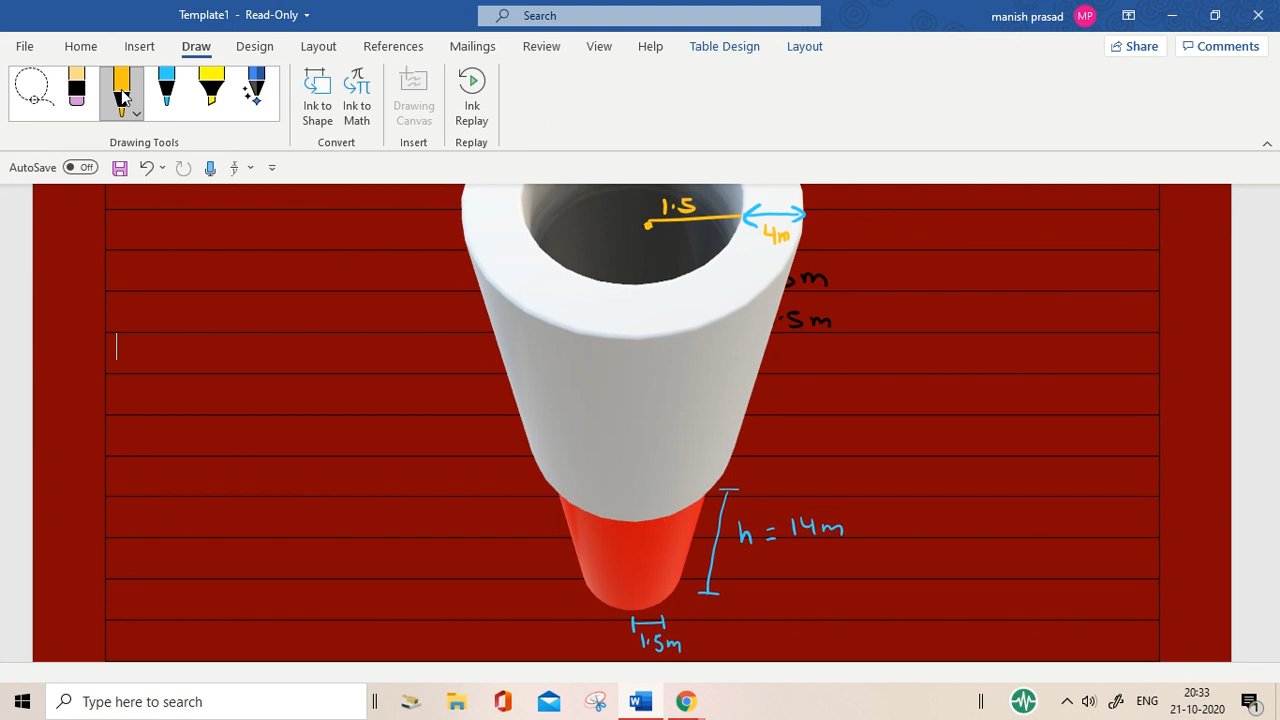 Template1 - Read-Only
Search
manish prasad
MP
File Home Insert Draw Design Layout References Mailings Review View Help Table Design Layout
Share
Comments
Ink to Shape
Ink to Math
Drawing Canvas
Ink Replay
Drawing Tools
Convert
Insert
Replay
AutoSave Off
1.5
4m
m
.5m
h = 14m
1.5m
Type here to search
ENG
20:33
21-10-2020